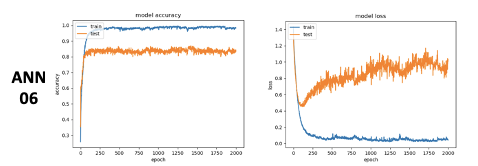 ANN
06
model accuracy
train
test
accuracy
1.0
0.9
0.8
0.7
0.6
0.5
0.4
0.3
0 250 500 750 1000 1250 1500 1750 2000
epoch
model loss
train
test
loss
1.4
1.2
1.0
0.8
0.6
0.4
0.2
0.0
0 250 500 750 1000 1250 1500 1750 2000
epoch